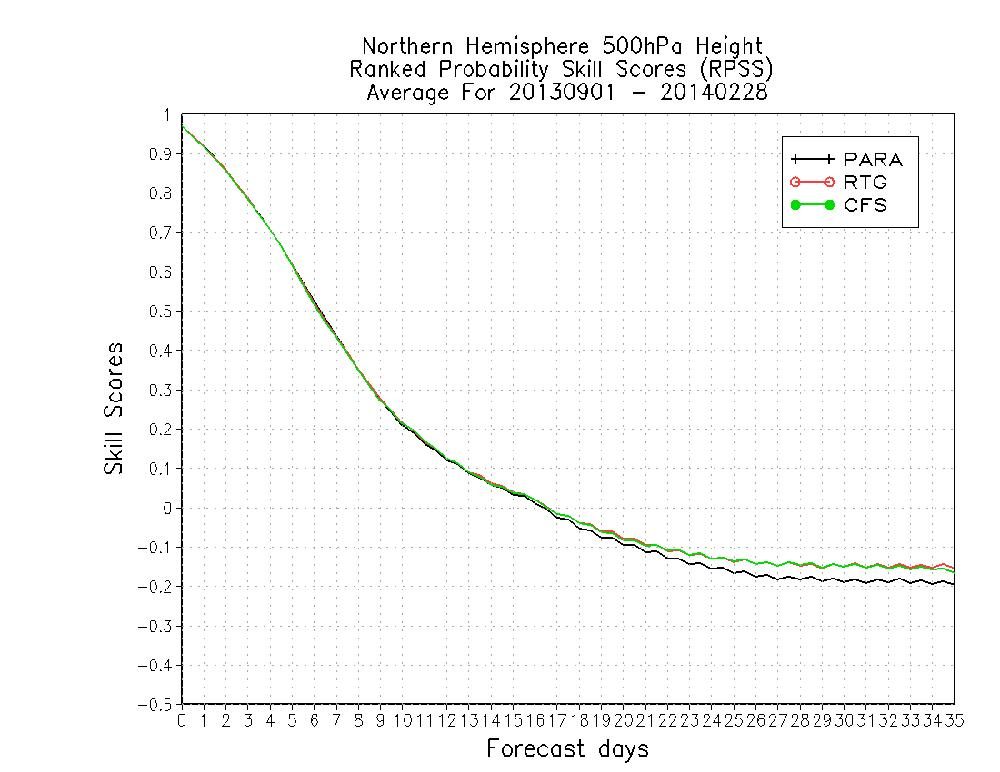 Northern Hemisphere 500hPa Height
Ranked Probability Skill Scores (RPSS)
Average For 20130901 − 20140228
1
0.9
0.8
0.7
0.6
0.5
0.4
0.3
0.2
0.1
0
−0.1
−0.2
−0.3
−0.4
−0.5
Skill Scores
PARA
RTG
CFS
0 1 2 3 4 5 6 7 8 9 10 11 12 13 14 15 16 17 18 19 20 21 22 23 24 25 26 27 28 29 30 31 32 33 34 35
Forecast days